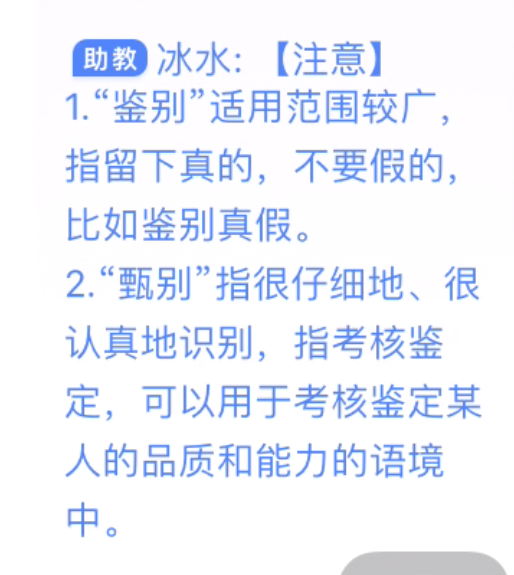 助教 冰水：【注意】
1.“鉴别”适用范围较广，
指留下真的，不要假的，
比如鉴别真假。
2.“甄别”指很仔细地、很
认真地识别，指考核鉴
定，可以用于考核鉴定某
人的品质和能力的语境
中。